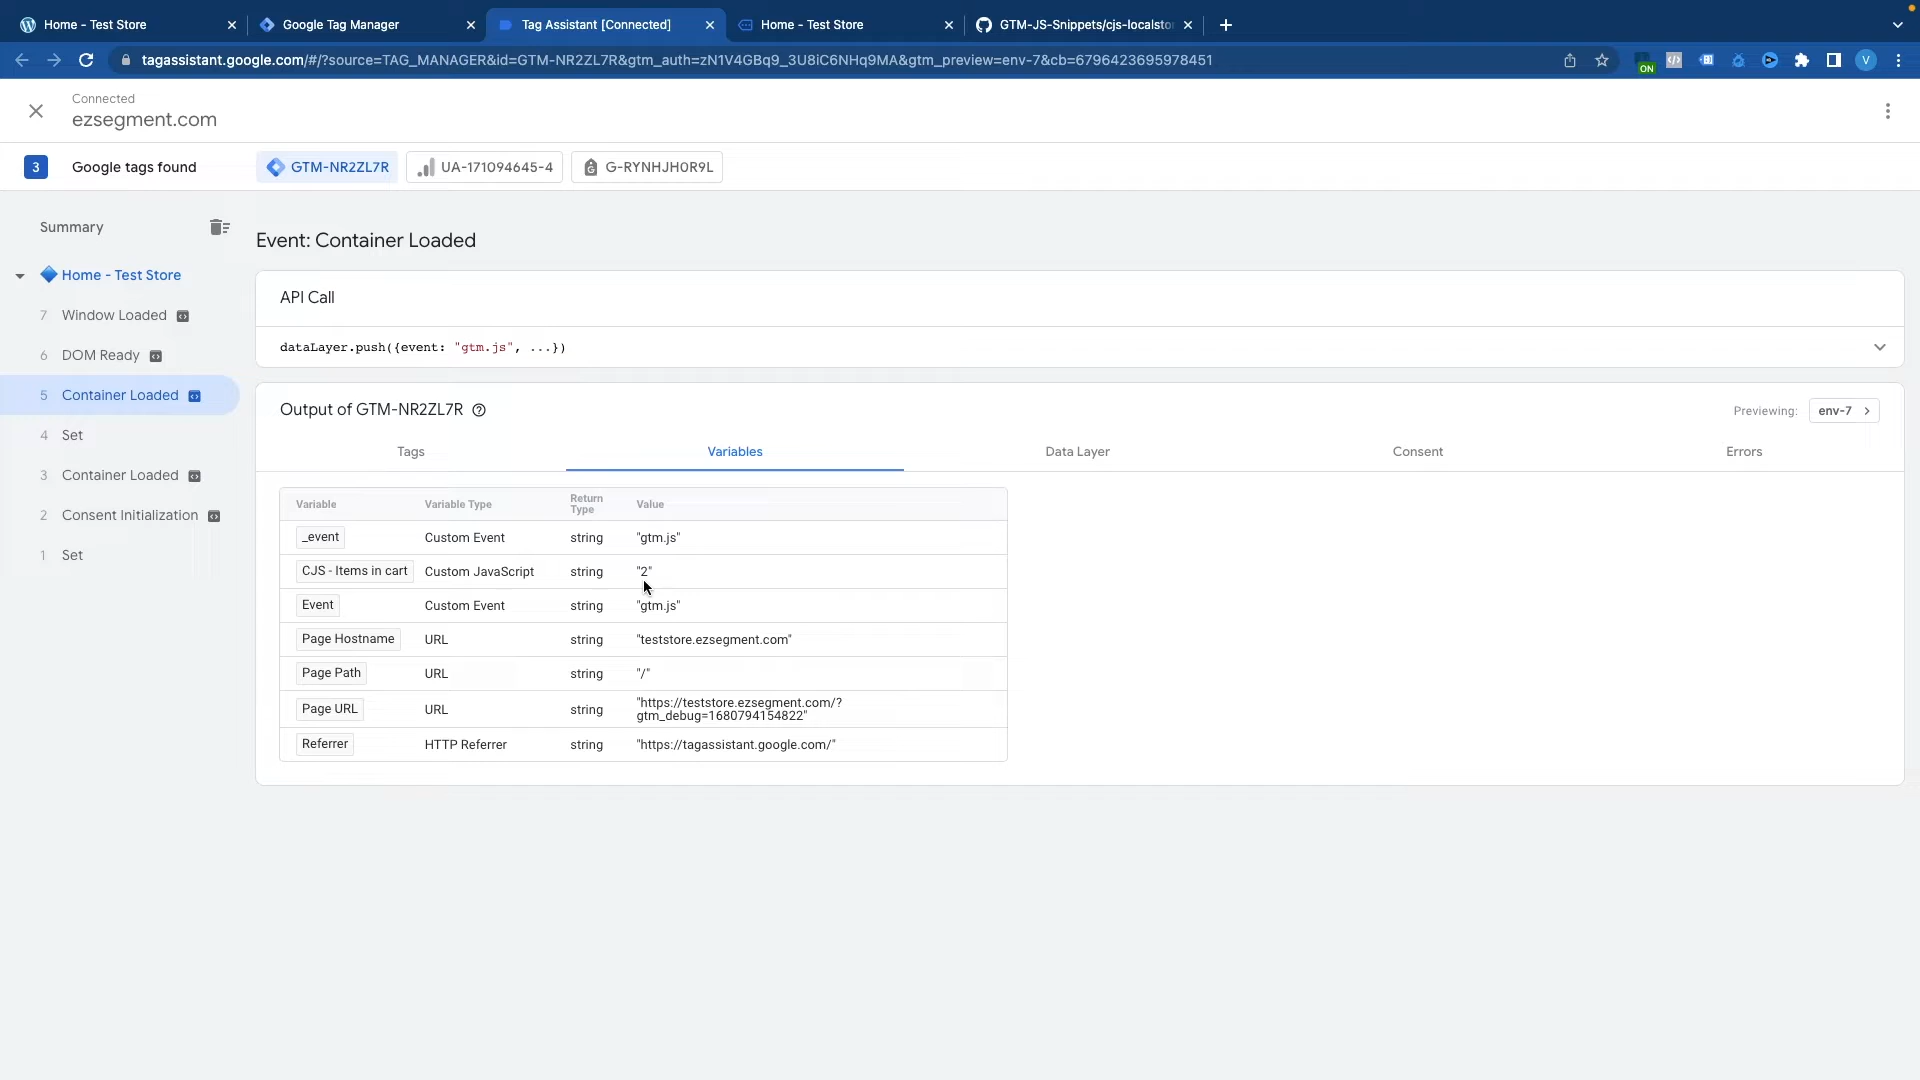 Home - Test Store
Google Tag Manager
Tag Assistant [Connected]
Home - Test Store
GTM-JS-Snippets/cjs-localsto
tagassistant.google.com/#/?source=TAG_MANAGER&id=GTM-NR2ZL7R&gtm_auth=zN1V4GBq9_3U8iC6NHq9MA&gtm_preview=env-7&cb=6796423695978451
ON
V
Connected
ezsegment.com
3
Google tags found
GTM-NR2ZL7R
UA-171094645-4
G-RYNHJH0R9L
Summary
Home - Test Store
7 Window Loaded
6 DOM Ready
5 Container Loaded
4 Set
3 Container Loaded
2 Consent Initialization
1 Set
Event: Container Loaded
API Call
dataLayer.push({event: "gtm.js", ...})
Output of GTM-NR2ZL7R
Previewing: env-7
Tags Variables Data Layer Consent Errors
Variable Variable Type Return Type Value
_event Custom Event string "gtm.js"
CJS - Items in cart Custom JavaScript string "2"
Event Custom Event string "gtm.js"
Page Hostname URL string "teststore.ezsegment.com"
Page Path URL string "/"
Page URL URL string "https://teststore.ezsegment.com/?
gtm_debug=1680794154822"
Referrer HTTP Referrer string "https://tagassistant.google.com/"